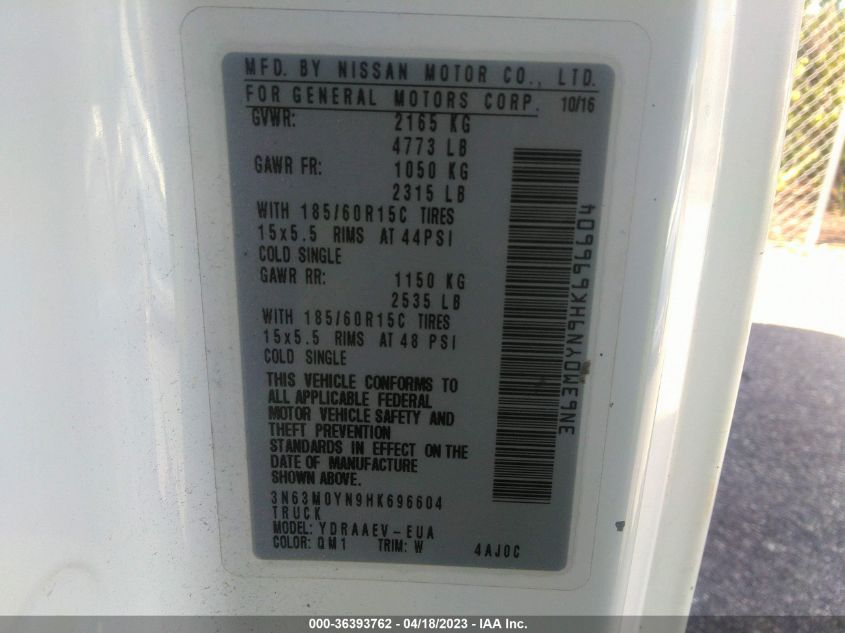 MFD. BY NISSAN MOTOR CO., LTD.
FOR GENERAL MOTORS CORP. 10/16
GVWR: 2165 KG
4773 LB
GAWR FR: 1050 KG
2315 LB
WITH 185/60R15C TIRES
15x5.5 RIMS AT 44PSI
COLD SINGLE
GAWR RR: 1150 KG
2535 LB
WITH 185/60R15C TIRES
15x5.5 RIMS AT 48 PSI
COLD SINGLE
THIS VEHICLE CONFORMS TO
ALL APPLICABLE FEDERAL
MOTOR VEHICLE SAFETY AND
THEFT PREVENTION
STANDARDS IN EFFECT ON THE
DATE OF MANUFACTURE
SHOWN ABOVE.
3N63M0YN9HK696604
TRUCK
MODEL: YDRAAEV-EUA
COLOR: QM1 TRIM: W 4AJ0C
3N63M0YN9HK696604
000-36393762 - 04/18/2023 - IAA Inc.